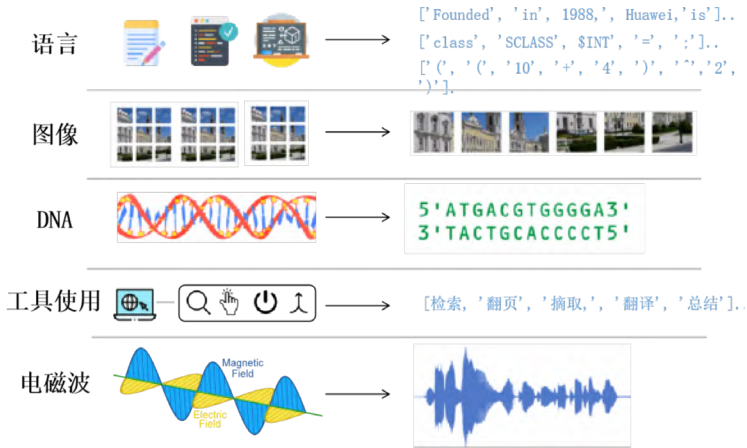 语言
['Founded', 'in', 1988,', Huawei,'is']..
['class', 'SCLASS', $INT', '=', ';']..
['(', '(', '10', '+', '4', ')', '^','2',
')'].
图像
DNA
5'ATGACGTGGGGA3'
3'TACTGCACCCCT5'
工具使用
[检索, '翻页', '摘取,', '翻译', '总结']..
电磁波
Magnetic
Field
Electric
Field